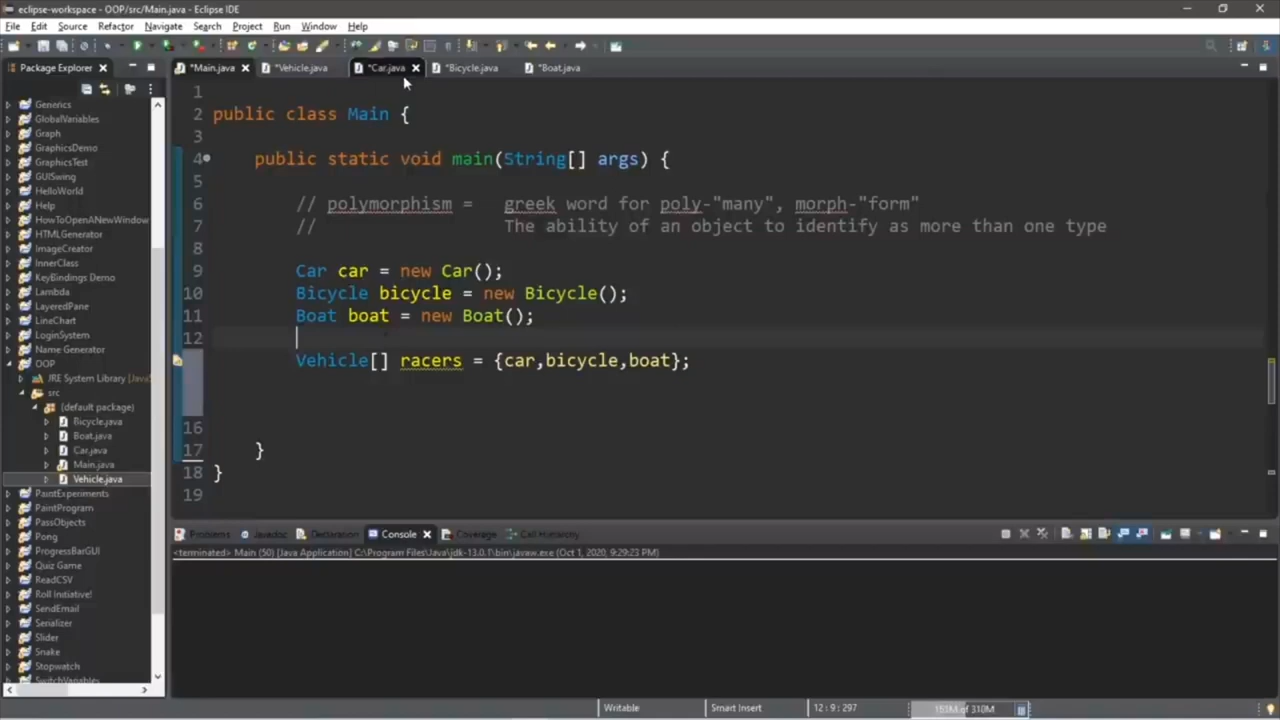 eclipse-workspace - OOP/src/Main.java - Eclipse IDE
File Edit Source Refactor Navigate Search Project Run Window Help
Package Explorer
*Main.java *Vehicle.java *Car.java *Bicycle.java *Boat.java
Generics
GlobalVariables
Graph
GraphicsDemo
GraphicsTest
GUISwing
HelloWorld
Help
HowToOpenANewWindow
HTMLGenerator
ImageCreator
InnerClass
KeyBindings Demo
Lambda
LayeredPane
LineChart
LoginSystem
Name Generator
OOP
JRE System Library [Java
src
(default package)
Bicycle.java
Boat.java
Car.java
Main.java
Vehicle.java
PaintExperiments
PaintProgram
PassObjects
Pong
ProgressBarGUI
Quiz Game
ReadCSV
Roll Initiative!
SendEmail
Serializer
Slider
Snake
Stopwatch
SwitchVariables
1
2 public class Main {
3
4 public static void main(String[] args) {
5
6 // polymorphism = greek word for poly-"many", morph-"form"
7 // The ability of an object to identify as more than one type
8
9 Car car = new Car();
10 Bicycle bicycle = new Bicycle();
11 Boat boat = new Boat();
12
Vehicle[] racers = {car,bicycle,boat};
16
17 }
18 }
19
Problems Javadoc Declaration Console Coverage Call Hierarchy
<terminated> Main (50) [Java Application] C:\Program Files\Java\jdk-13.0.1\bin\javaw.exe (Oct 1, 2020, 9:29:23 PM)
Writable Smart Insert 12 : 9 : 297 of 310M